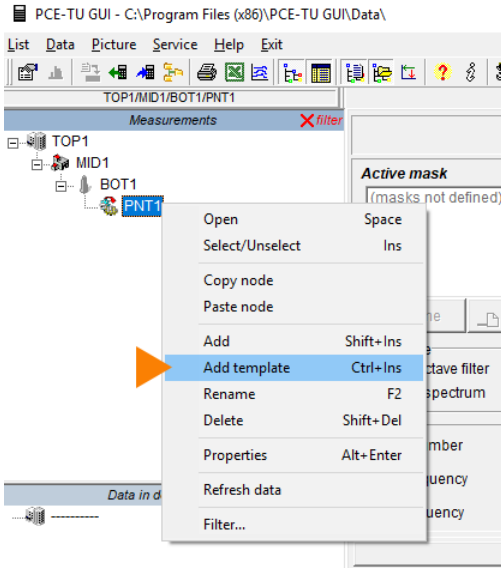 PCE-TU GUI - C:\Program Files (x86)\PCE-TU GUI\Data\
List Data Picture Service Help Exit
TOP1/MID1/BOT1/PNT1
Measurements filter
TOP1
MID1
BOT1
PNT1
Active mask
(masks not defined)
Open Space
Select/Unselect Ins
Copy node
Paste node
Add Shift+Ins
Add template Ctrl+Ins
Rename F2
Delete Shift+Del
Properties Alt+Enter
Refresh data
Filter...
ctave filter
spectrum
mber
quency
uency
Data in d
----------